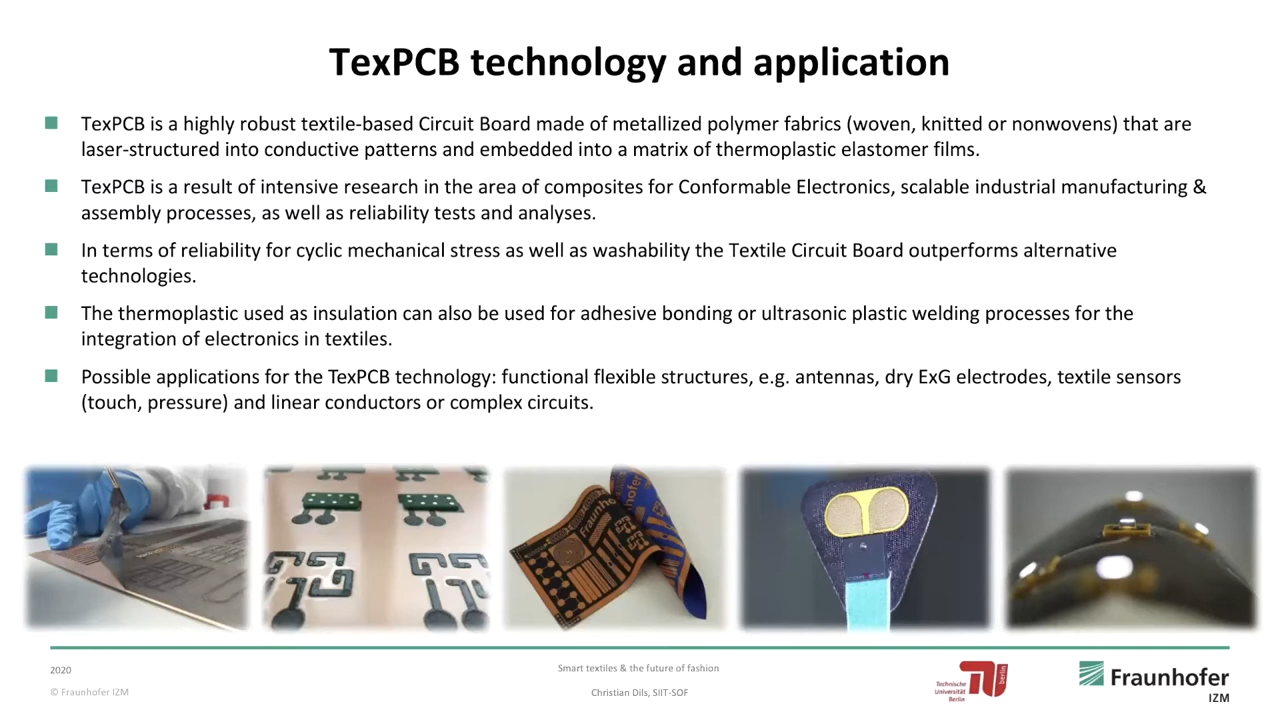 TexPCB technology and application
TexPCB is a highly robust textile-based Circuit Board made of metallized polymer fabrics (woven, knitted or nonwovens) that are
laser-structured into conductive patterns and embedded into a matrix of thermoplastic elastomer films.
TexPCB is a result of intensive research in the area of composites for Conformable Electronics, scalable industrial manufacturing &
assembly processes, as well as reliability tests and analyses.
In terms of reliability for cyclic mechanical stress as well as washability the Textile Circuit Board outperforms alternative
technologies.
The thermoplastic used as insulation can also be used for adhesive bonding or ultrasonic plastic welding processes for the
integration of electronics in textiles.
Possible applications for the TexPCB technology: functional flexible structures, e.g. antennas, dry ExG electrodes, textile sensors
(touch, pressure) and linear conductors or complex circuits.
Fraunho
nhofer
2020
© Fraunhofer IZM
Smart textiles & the future of fashion
Christian Dils, SIIT-SOF
Technische
Universität
Berlin
berlin
Fraunhofer
IZM